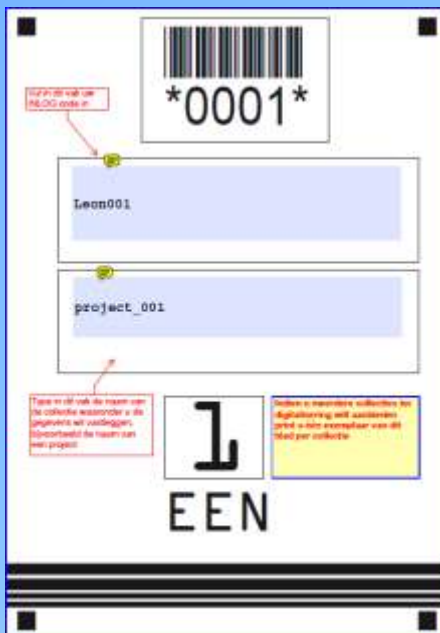 *0001*
Vul in dit vak uw
INLOG code in
Leon001
project_001
Type in dit vak de naam van
de collectie waaronder u de
gegevens wil vastleggen,
bijvoorbeeld de naam van
een project
1
Indien u meerdere collecties ter
digitalisering wilt aanbieden
print u één exemplaar van dit
blad per collectie
EEN